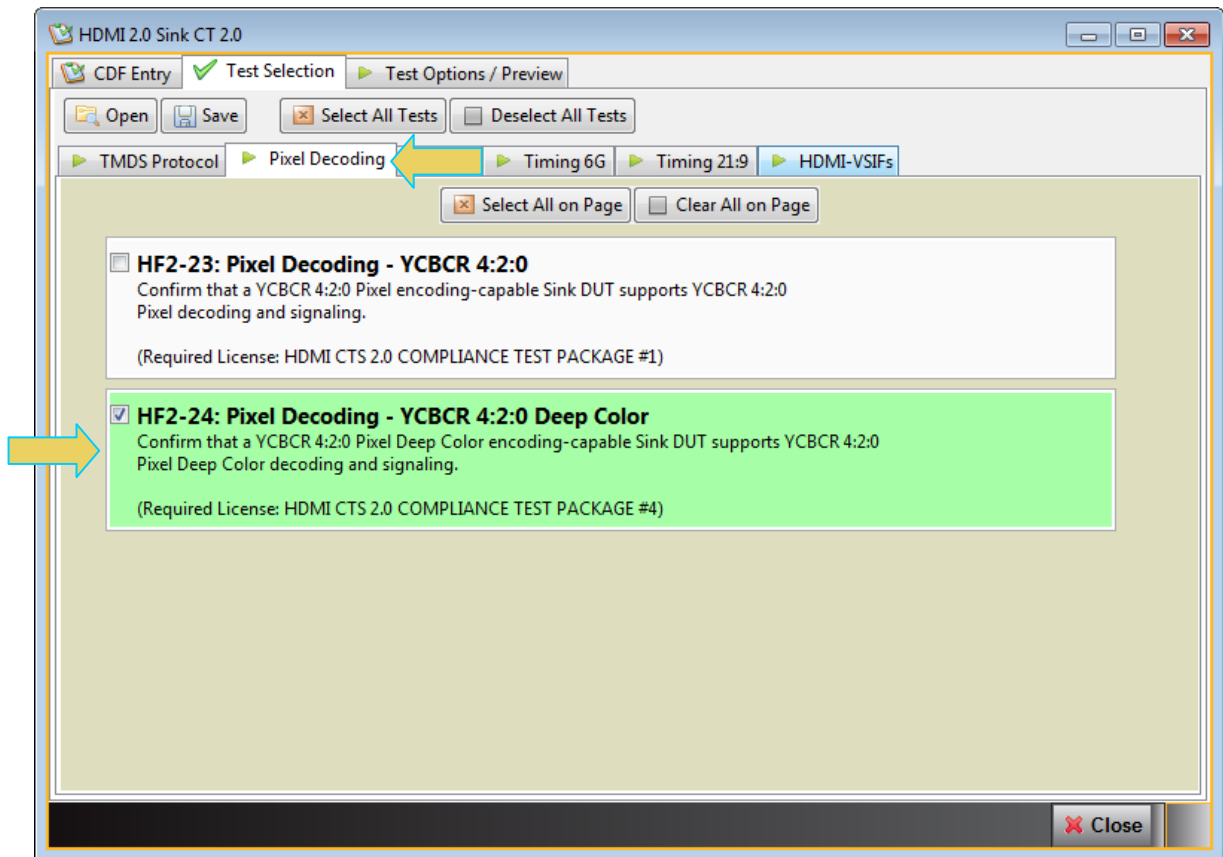 HDMI 2.0 Sink CT 2.0
CDF Entry Test Selection Test Options / Preview
Open Save Select All Tests Deselect All Tests
TMDS Protocol Pixel Decoding Timing 6G Timing 21:9 HDMI-VSIFs
Select All on Page Clear All on Page
HF2-23: Pixel Decoding - YCBCR 4:2:0
Confirm that a YCBCR 4:2:0 Pixel encoding-capable Sink DUT supports YCBCR 4:2:0
Pixel decoding and signaling.
(Required License: HDMI CTS 2.0 COMPLIANCE TEST PACKAGE #1)
HF2-24: Pixel Decoding - YCBCR 4:2:0 Deep Color
Confirm that a YCBCR 4:2:0 Pixel Deep Color encoding-capable Sink DUT supports YCBCR 4:2:0
Pixel Deep Color decoding and signaling.
(Required License: HDMI CTS 2.0 COMPLIANCE TEST PACKAGE #4)
Close